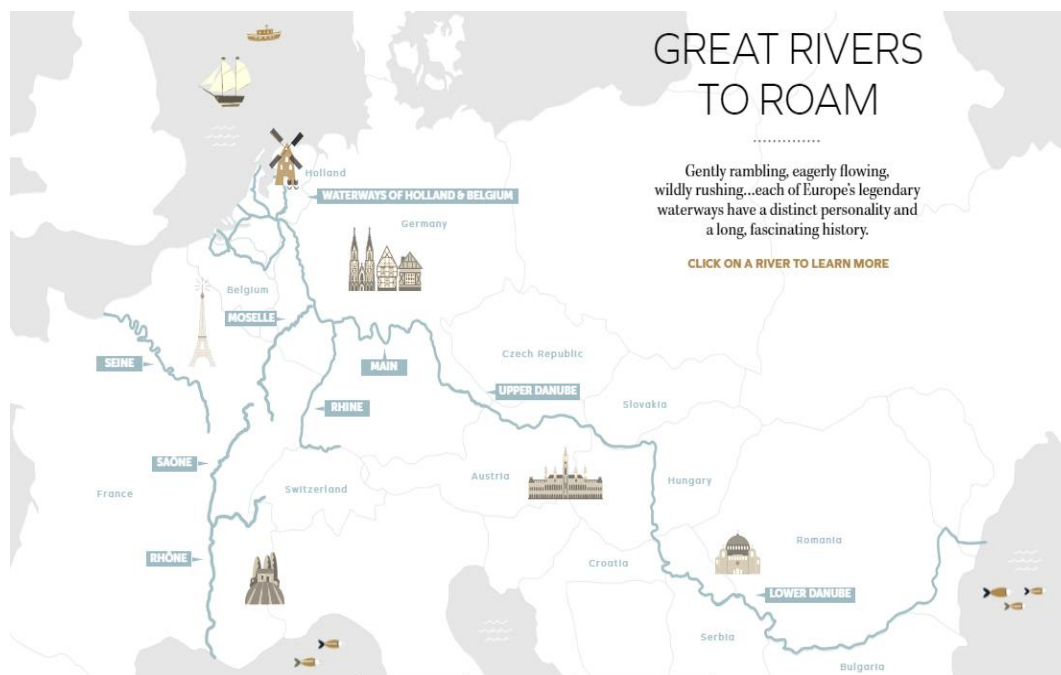 GREAT RIVERS
TO ROAM
Gently rambling, eagerly flowing,
wildly rushing...each of Europe's legendary
waterways have a distinct personality and
a long, fascinating history.
CLICK ON A RIVER TO LEARN MORE
Holland
WATERWAYS OF HOLLAND & BELGIUM
Germany
Belgium
MOSELLE
SEINE
MAIN
Czech Republic
UPPER DANUBE
RHINE
Slovakia
SAÔNE
Austria
Hungary
Switzerland
France
Romania
RHÔNE
Croatia
LOWER DANUBE
Serbia
Bulgaria